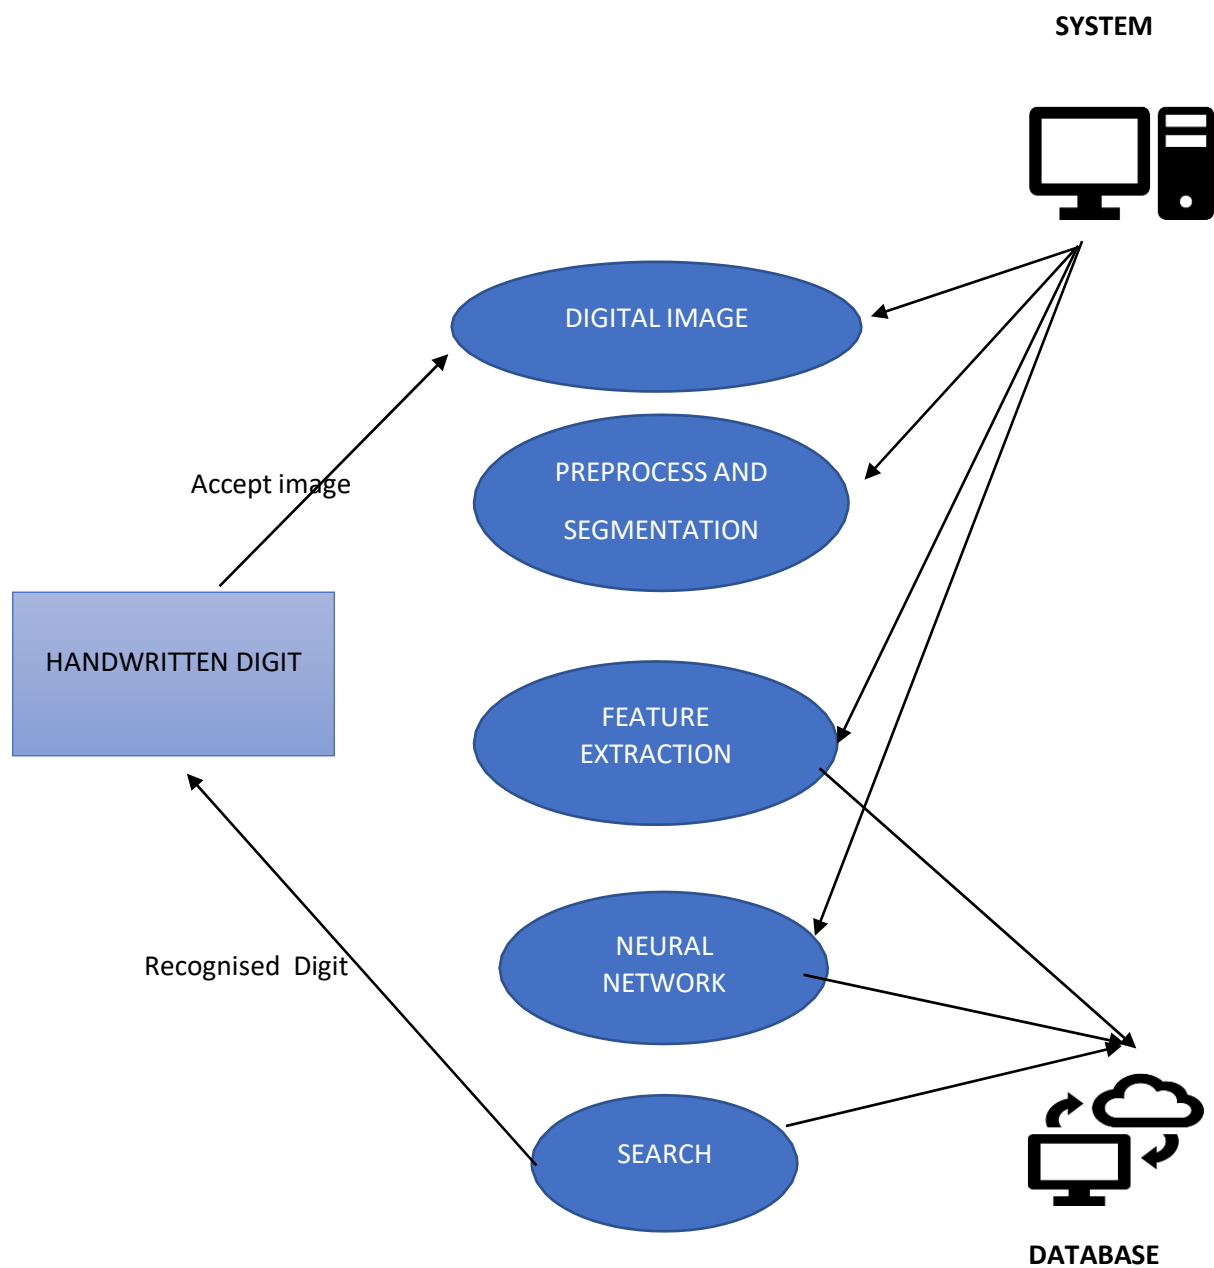 SYSTEM
DIGITAL IMAGE
PREPROCESS AND
SEGMENTATION
Accept image
HANDWRITTEN DIGIT
FEATURE
EXTRACTION
NEURAL
NETWORK
Recognised  Digit
SEARCH
DATABASE